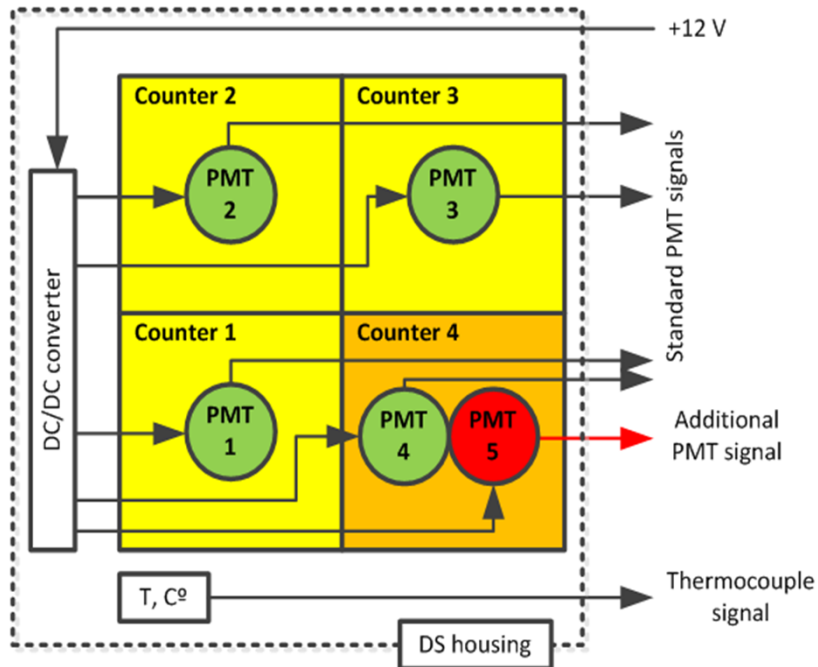 +12 V
Counter 2
Counter 3
PMT
2
PMT
3
Standard PMT signals
DC/DC converter
Counter 1
Counter 4
PMT
1
PMT
4
PMT
5
Additional
PMT signal
T, Cº
Thermocouple
signal
DS housing